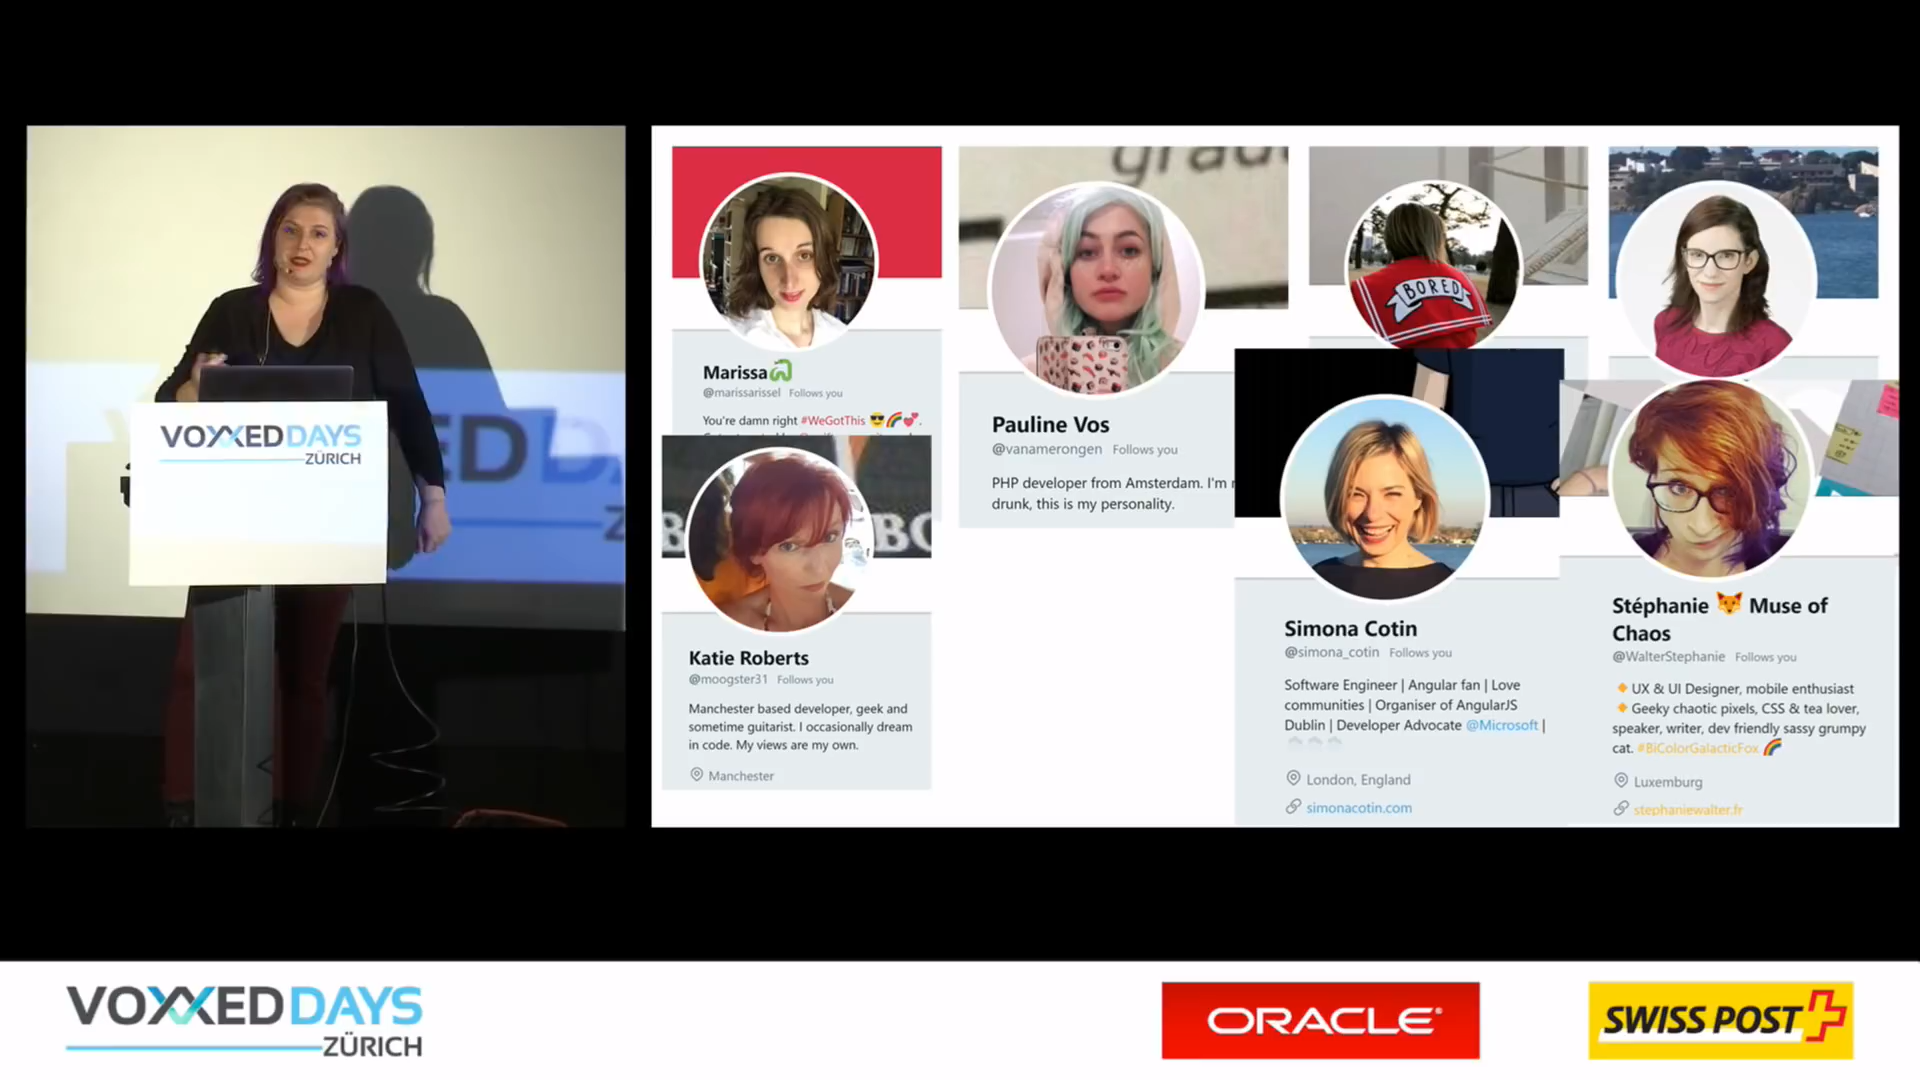 VOXXEDDAYS
ZÜRICH
ED D
Z
gradu
BORED
Marissa
@marissarissel Follows you
You're damn right #WeGotThis 😎🌈💕.
Pauline Vos
@vanamerongen Follows you
PHP developer from Amsterdam. I'm
drunk, this is my personality.
B BC
Katie Roberts
@moogster31 Follows you
Manchester based developer, geek and
sometime guitarist. I occasionally dream
in code. My views are my own.
Manchester
Simona Cotin
@simona_cotin Follows you
Software Engineer | Angular fan | Love
communities | Organiser of AngularJS
Dublin | Developer Advocate @Microsoft |
London, England
simonacotin.com
Stéphanie 🦊 Muse of
Chaos
@WalterStephanie Follows you
🔸UX & UI Designer, mobile enthusiast
🔸Geeky chaotic pixels, CSS & tea lover,
speaker, writer, dev friendly sassy grumpy
cat. #BiColorGalacticFox 🌈
Luxemburg
stephaniewalter.fr
VOXXEDDAYS
ZÜRICH
ORACLE®
SWISS POST